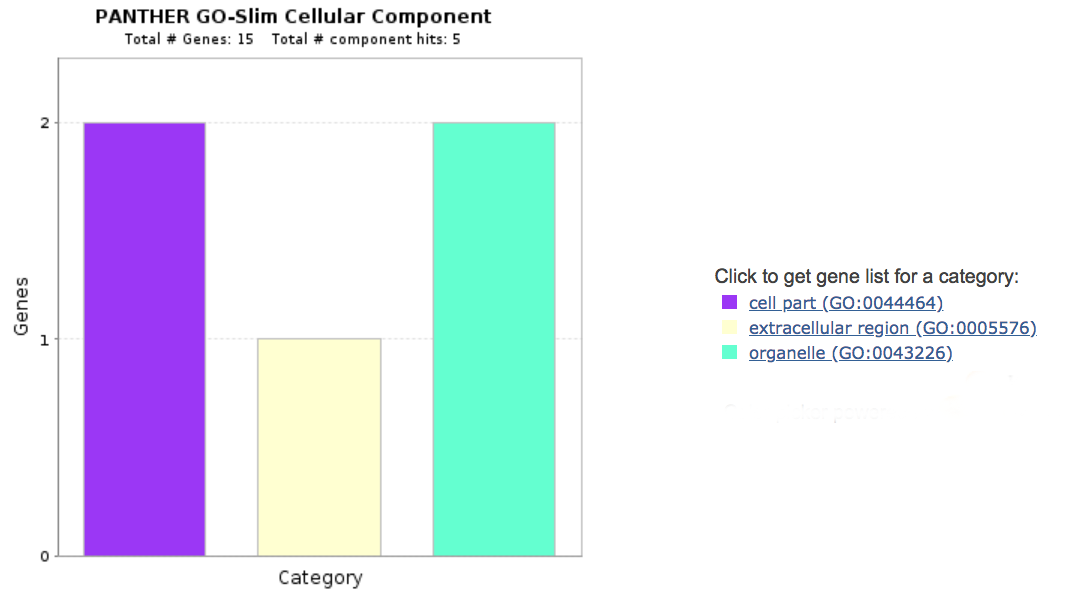 PANTHER GO-Slim Cellular Component
Total # Genes: 15 Total # component hits: 5
2
1
0
Genes
Category
Click to get gene list for a category:
cell part (GO:0044464)
extracellular region (GO:0005576)
organelle (GO:0043226)